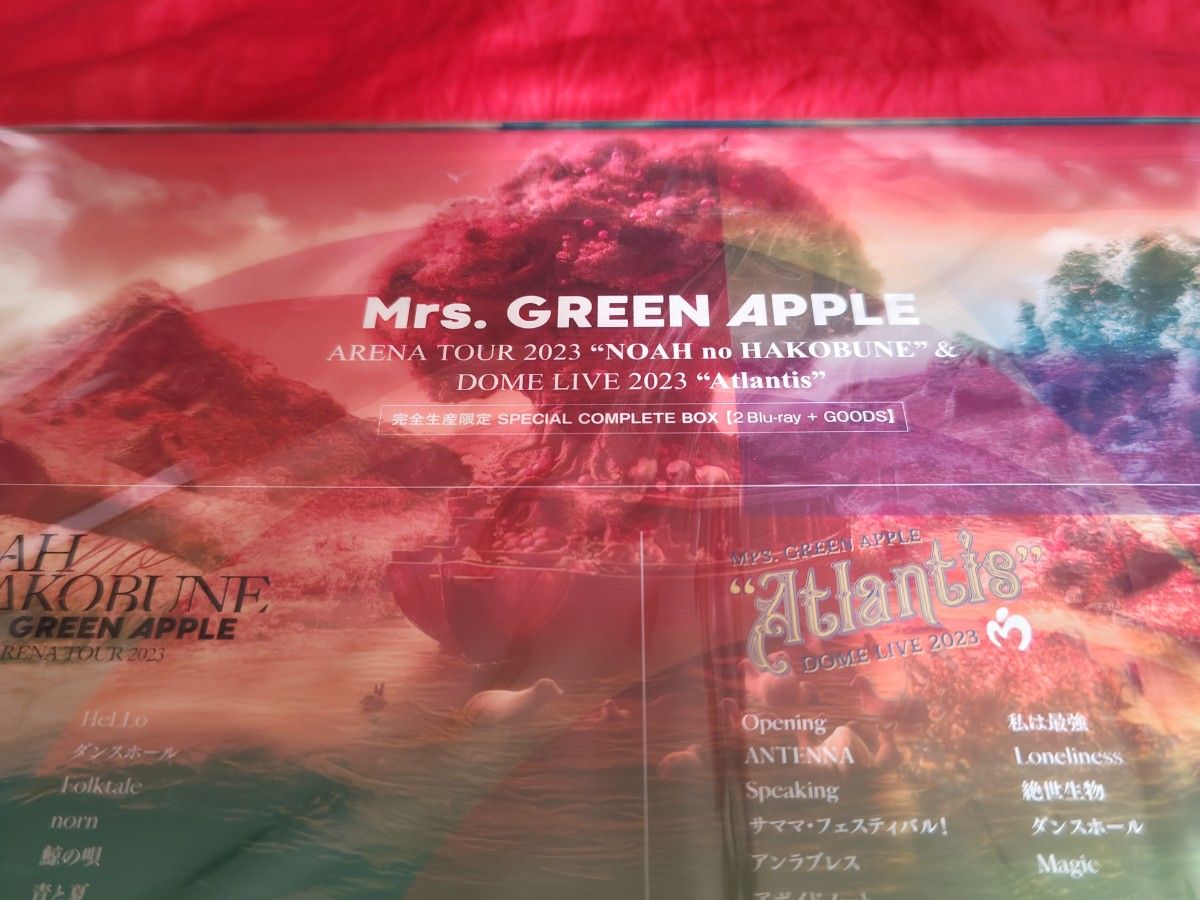 Mrs. GREEN APPLE
ARENA TOUR 2023 “NOAH no HAKOBUNE” &
DOME LIVE 2023 “Atlantis”
完全生産限定 SPECIAL COMPLETE BOX【2 Blu-ray + GOODS】
AH no
AKOBUNE
GREEN APPLE
RENA TOUR 2023
HeLLo
ダンスホール
Folktale
norn
鯨の唄
青と夏
MRS. GREEN APPLE
“Atlantis”
DOME LIVE 2023
Opening
ANTENNA
Speaking
サママ・フェスティバル!
アンラブレス
私は最強
Loneliness
絶世生物
ダンスホール
Magic